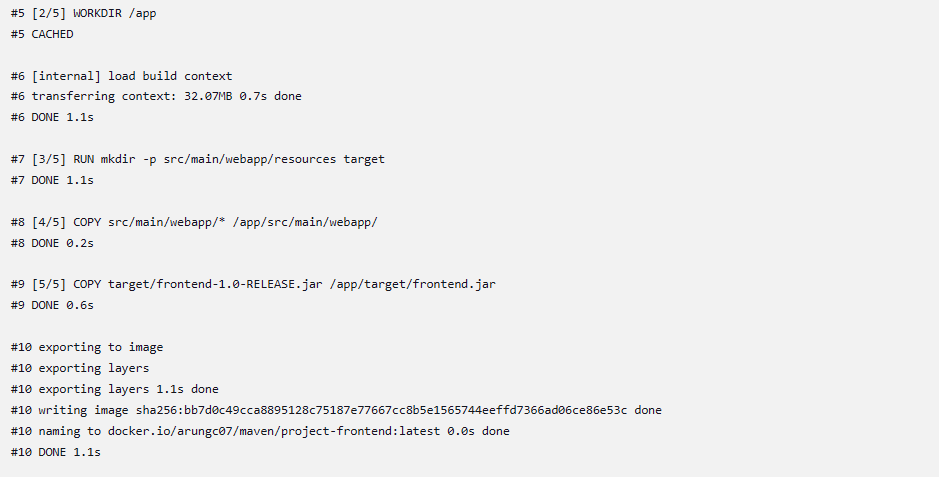 #5 [2/5] WORKDIR /app
#5 CACHED
#6 [internal] load build context
#6 transferring context: 32.07MB 0.7s done
#6 DONE 1.1s
#7 [3/5] RUN mkdir -p src/main/webapp/resources target
#7 DONE 1.1s
#8 [4/5] COPY src/main/webapp/* /app/src/main/webapp/
#8 DONE 0.2s
#9 [5/5] COPY target/frontend-1.0-RELEASE.jar /app/target/frontend.jar
#9 DONE 0.6s
#10 exporting to image
#10 exporting layers
#10 exporting layers 1.1s done
#10 writing image sha256:bb7d0c49cca8895128c75187e77667cc8b5e1565744eeffd7366ad06ce86e53c done
#10 naming to docker.io/arungc07/maven/project-frontend:latest 0.0s done
#10 DONE 1.1s